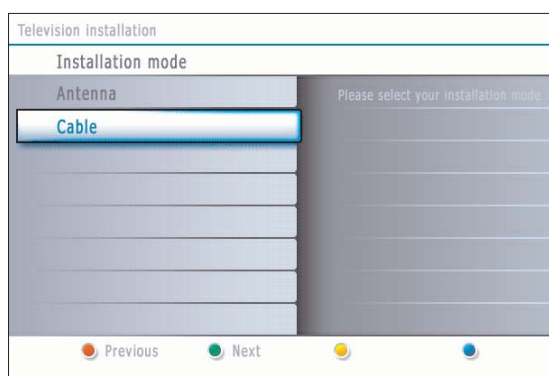 Television installation
Installation mode
Antenna
Please select your installation mode
Cable
Previous Next